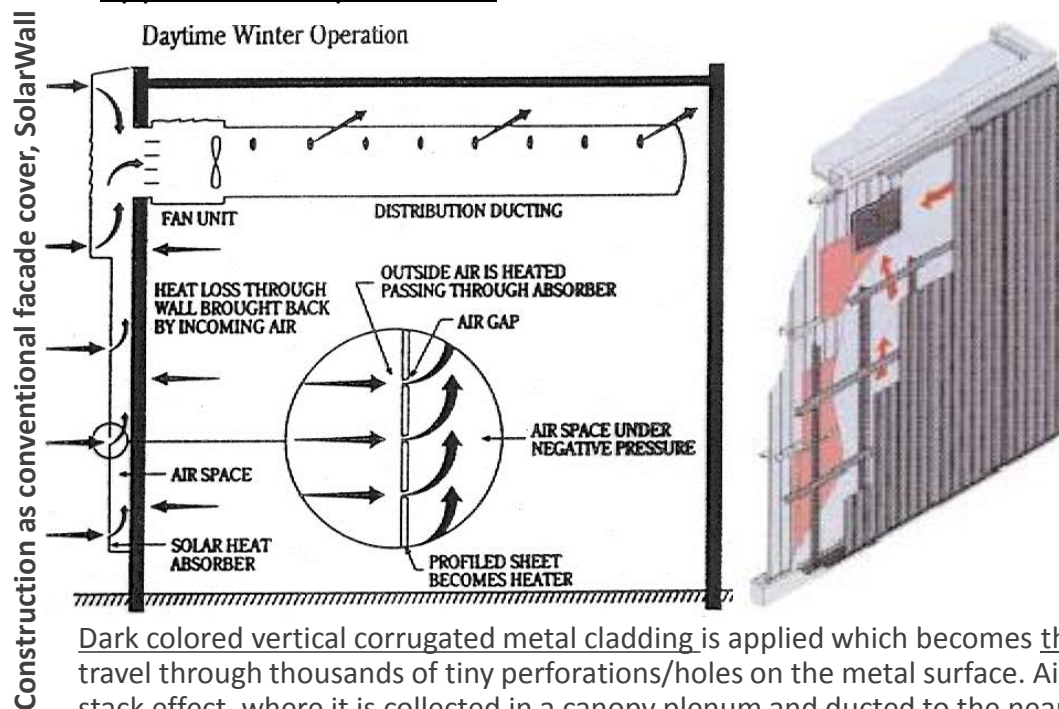 Construction as conventional facade cover, SolarWall
Daytime Winter Operation
FAN UNIT
DISTRIBUTION DUCTING
HEAT LOSS THROUGH
WALL BROUGHT BACK
BY INCOMING AIR
OUTSIDE AIR IS HEATED
PASSING THROUGH ABSORBER
AIR GAP
AIR SPACE UNDER
NEGATIVE PRESSURE
AIR SPACE
SOLAR HEAT
ABSORBER
PROFILED SHEET
BECOMES HEATER
Dark colored vertical corrugated metal cladding is applied which becomes
travel through thousands of tiny perforations/holes on the metal surface.
stack effect, where it is collected in a canopy plenum and ducted to the